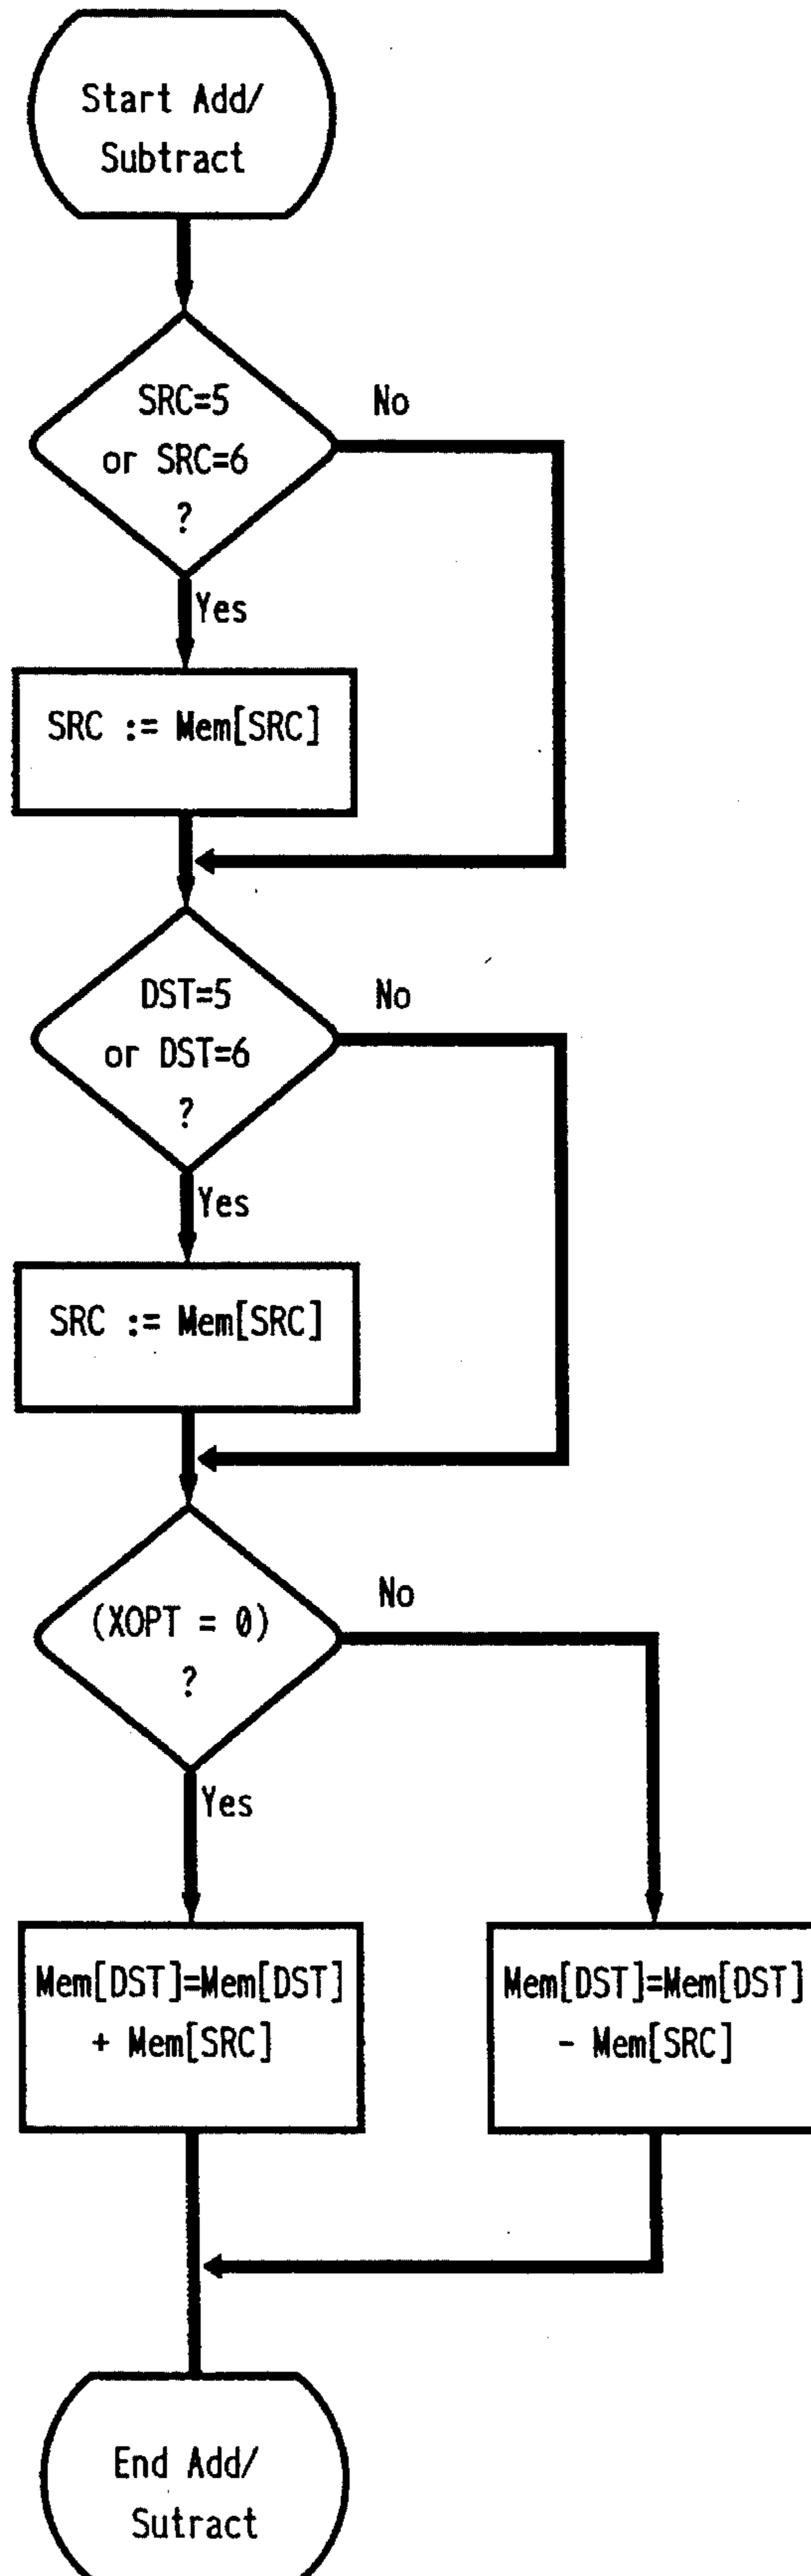 Start Add/
Subtract
SRC=5
or SRC=6
?
No
Yes
SRC := Mem[SRC]
DST=5
or DST=6
?
No
Yes
SRC := Mem[SRC]
(XOPT = 0)
?
No
Yes
Mem[DST]=Mem[DST]
+ Mem[SRC]
Mem[DST]=Mem[DST]
- Mem[SRC]
End Add/
Sutract